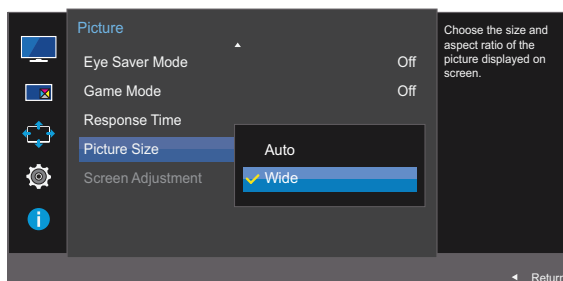 Picture
Eye Saver Mode Off
Game Mode Off
Response Time
Picture Size
Auto
Wide
Screen Adjustment
Choose the size and
aspect ratio of the
picture displayed on
screen.
Return